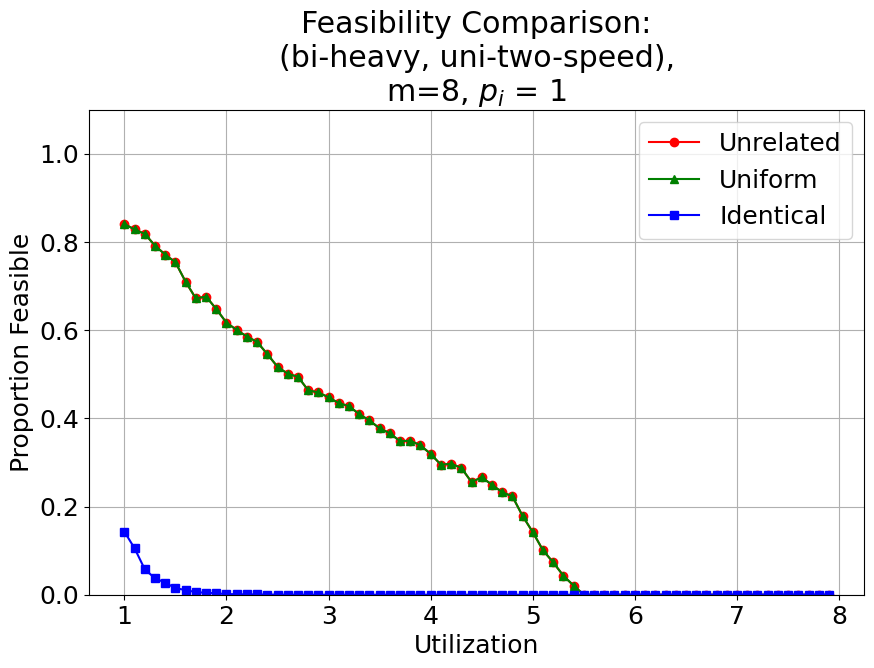 Feasibility Comparison:
(bi-heavy, uni-two-speed),
m=8, $p_i$ = 1
Unrelated
Uniform
Identical
1.0
0.8
0.6
0.4
0.2
0.0
Proportion Feasible
1 2 3 4 5 6 7 8
Utilization